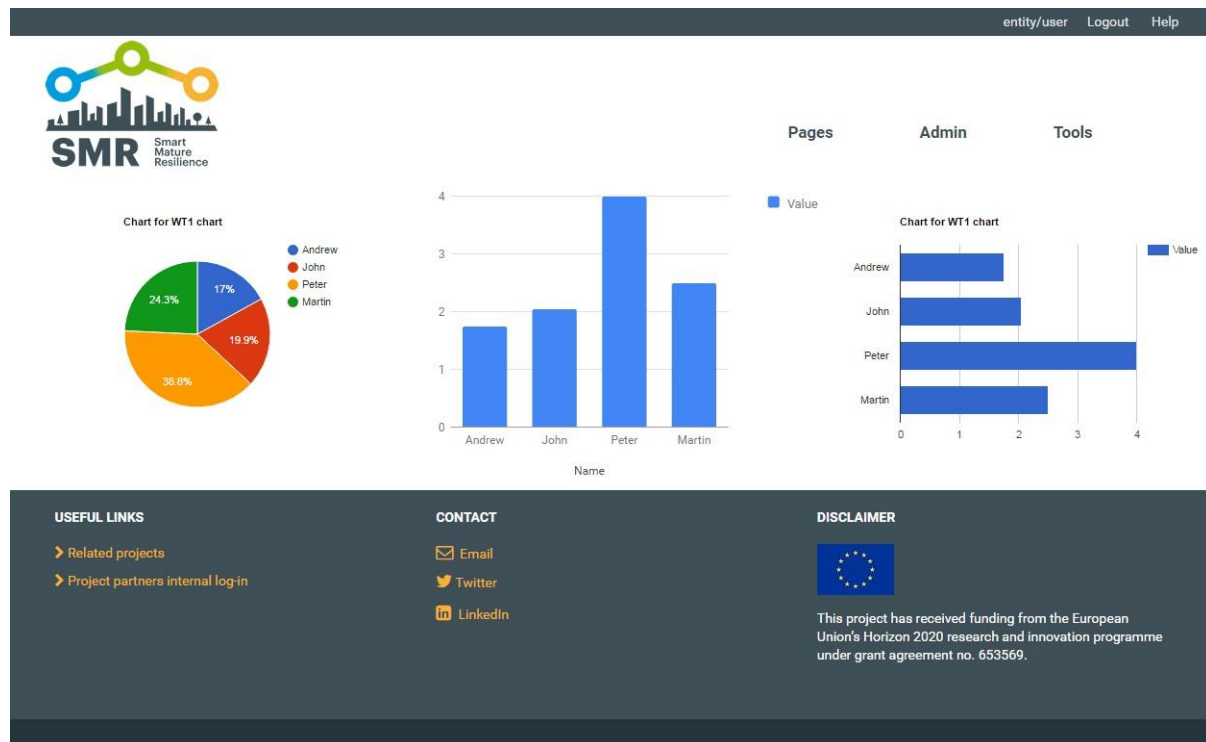 entity/user Logout Help
SMR Smart
Mature
Resilience
Pages Admin Tools
Chart for WT1 chart
Andrew
John
Peter
Martin
17%
19.9%
38.8%
24.3%
4
3
2
1
0
Andrew John Peter Martin
Name
Value
Chart for WT1 chart
Value
Andrew
John
Peter
Martin
0 1 2 3 4
USEFUL LINKS
Related projects
Project partners internal log-in
CONTACT
Email
Twitter
in LinkedIn
DISCLAIMER
This project has received funding from the European
Union's Horizon 2020 research and innovation programme
under grant agreement no. 653569.